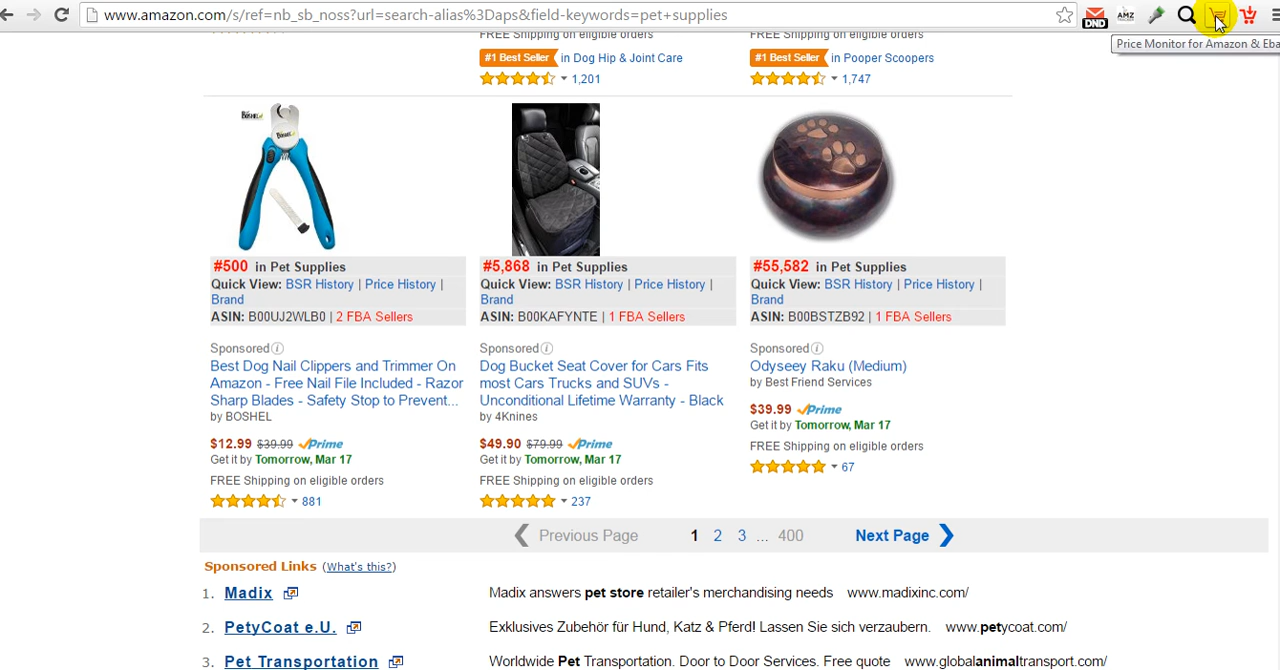 www.amazon.com/s/ref=nb_sb_noss?url=search-alias%3Daps&field-keywords=pet+supplies
DND
AMZ
Price Monitor for Amazon & Eba
FREE Shipping on eligible orders
FREE Shipping on eligible orders
#1 Best Seller in Dog Hip & Joint Care
#1 Best Seller in Pooper Scoopers
1,201
1,747
BOSHEL
BOSHEL
#500 in Pet Supplies
Quick View: BSR History | Price History |
Brand
ASIN: B00UJ2WLB0 | 2 FBA Sellers
Sponsored
Best Dog Nail Clippers and Trimmer On
Amazon - Free Nail File Included - Razor
Sharp Blades - Safety Stop to Prevent...
by BOSHEL
$12.99 $39.99 Prime
Get it by Tomorrow, Mar 17
FREE Shipping on eligible orders
881
#5,868 in Pet Supplies
Quick View: BSR History | Price History |
Brand
ASIN: B00KAFYNTE | 1 FBA Sellers
Sponsored
Dog Bucket Seat Cover for Cars Fits
most Cars Trucks and SUVs -
Unconditional Lifetime Warranty - Black
by 4Knines
$49.90 $79.99 Prime
Get it by Tomorrow, Mar 17
FREE Shipping on eligible orders
237
#55,582 in Pet Supplies
Quick View: BSR History | Price History |
Brand
ASIN: B00BSTZB92 | 1 FBA Sellers
Sponsored
Odyseey Raku (Medium)
by Best Friend Services
$39.99 Prime
Get it by Tomorrow, Mar 17
FREE Shipping on eligible orders
67
Previous Page 1 2 3 ... 400 Next Page
Sponsored Links (What's this?)
1. Madix Madix answers pet store retailer's merchandising needs www.madixinc.com/
2. PetyCoat e.U. Exklusives Zubehör für Hund, Katz & Pferd! Lassen Sie sich verzaubern. www.petycoat.com/
3. Pet Transportation Worldwide Pet Transportation. Door to Door Services. Free quote www.globalanimaltransport.com/